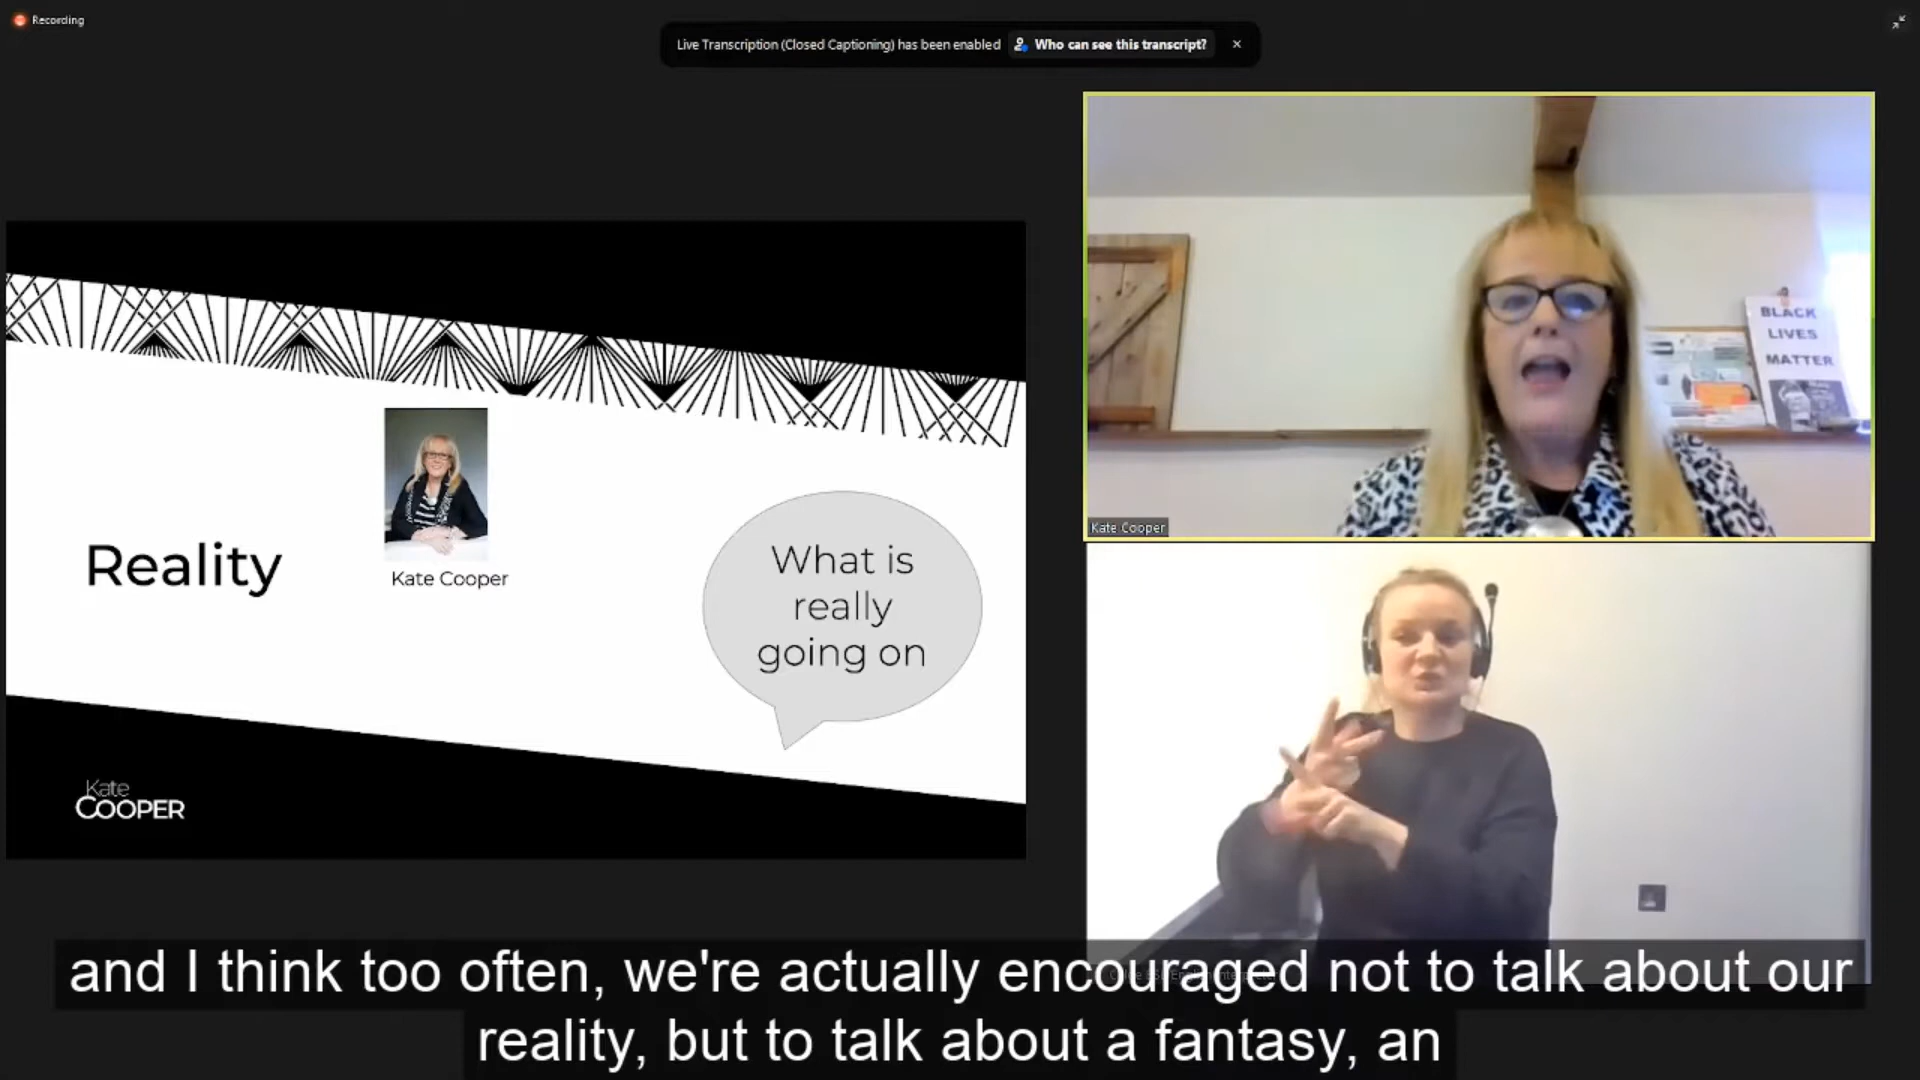 Recording
Live Transcription (Closed Captioning) has been enabled
Who can see this transcript?
BLACK
LIVES
MATTER
Kate Cooper
Reality
Kate Cooper
What is
really
going on
Kate
COOPER
and I think too often, we're actually encouraged not to talk about our
reality, but to talk about a fantasy, an